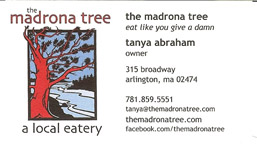 the
madrona tree
a local eatery
the madrona tree
eat like you give a damn
tanya abraham
owner
315 broadway
arlington, ma 02474
781.859.5551
tanya@themadronatree.com
themadronatree.com
facebook.com/themadronatree